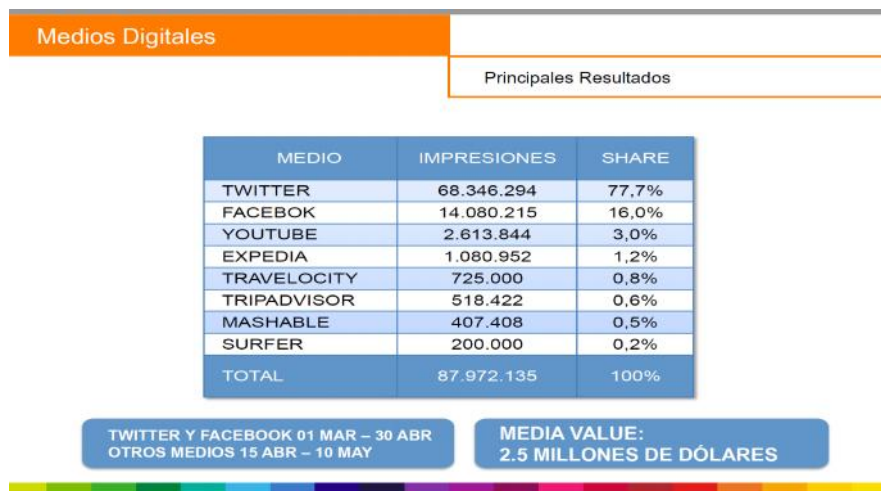 Medios Digitales
Principales Resultados
MEDIO IMPRESIONES SHARE
TWITTER 68.346.294 77,7%
FACEBOK 14.080.215 16,0%
YOUTUBE 2.613.844 3,0%
EXPEDIA 1.080.952 1,2%
TRAVELOCITY 725.000 0,8%
TRIPADVISOR 518.422 0,6%
MASHABLE 407.408 0,5%
SURFER 200.000 0,2%
TOTAL 87.972.135 100%
TWITTER Y FACEBOOK 01 MAR – 30 ABR
OTROS MEDIOS 15 ABR – 10 MAY
MEDIA VALUE:
2.5 MILLONES DE DÓLARES